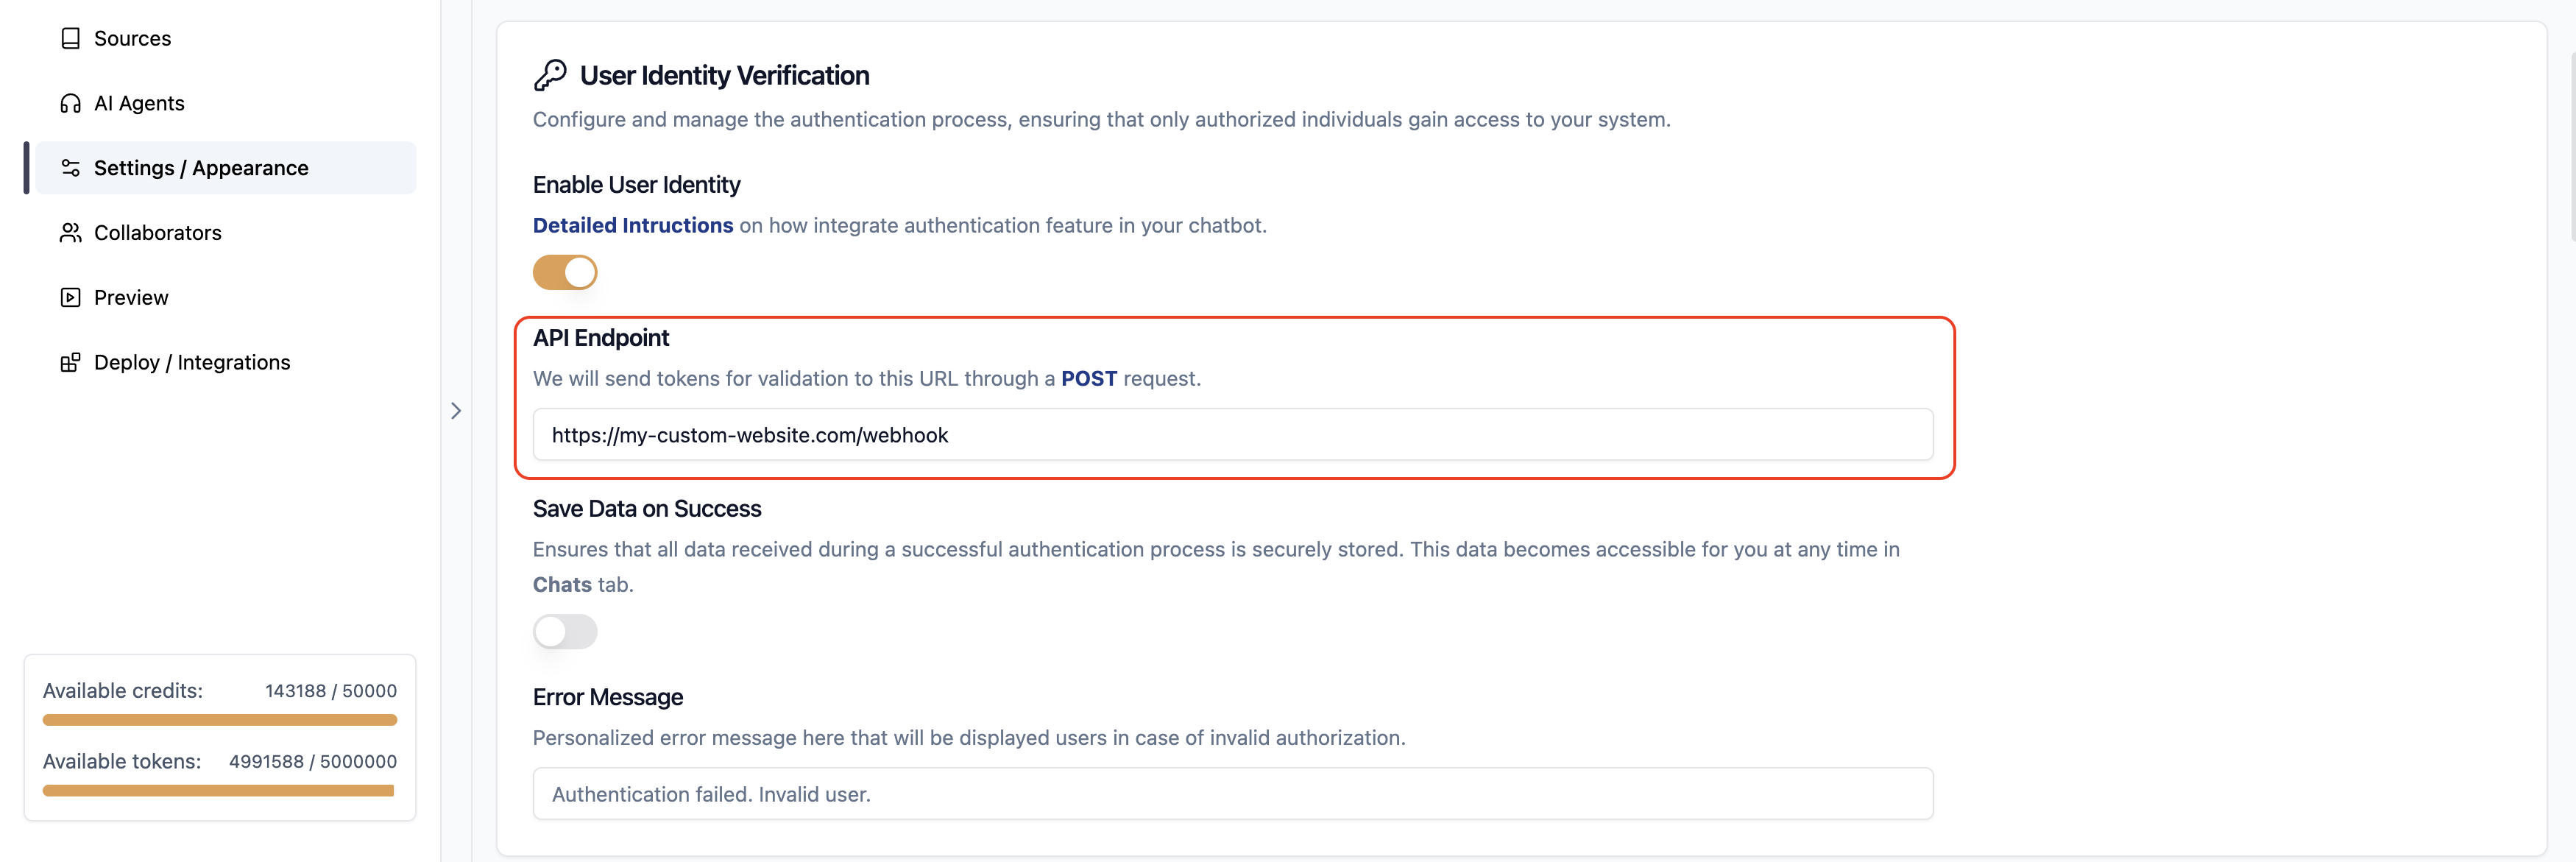 Sources
AI Agents
Settings / Appearance
Collaborators
Preview
Deploy / Integrations
Available credits: 143188 / 50000
Available tokens: 4991588 / 5000000
User Identity Verification
Configure and manage the authentication process, ensuring that only authorized individuals gain access to your system.
Enable User Identity
Detailed Intructions on how integrate authentication feature in your chatbot.
API Endpoint
We will send tokens for validation to this URL through a POST request.
https://my-custom-website.com/webhook
Save Data on Success
Ensures that all data received during a successful authentication process is securely stored. This data becomes accessible for you at any time in
Chats tab.
Error Message
Personalized error message here that will be displayed users in case of invalid authorization.
Authentication failed. Invalid user.